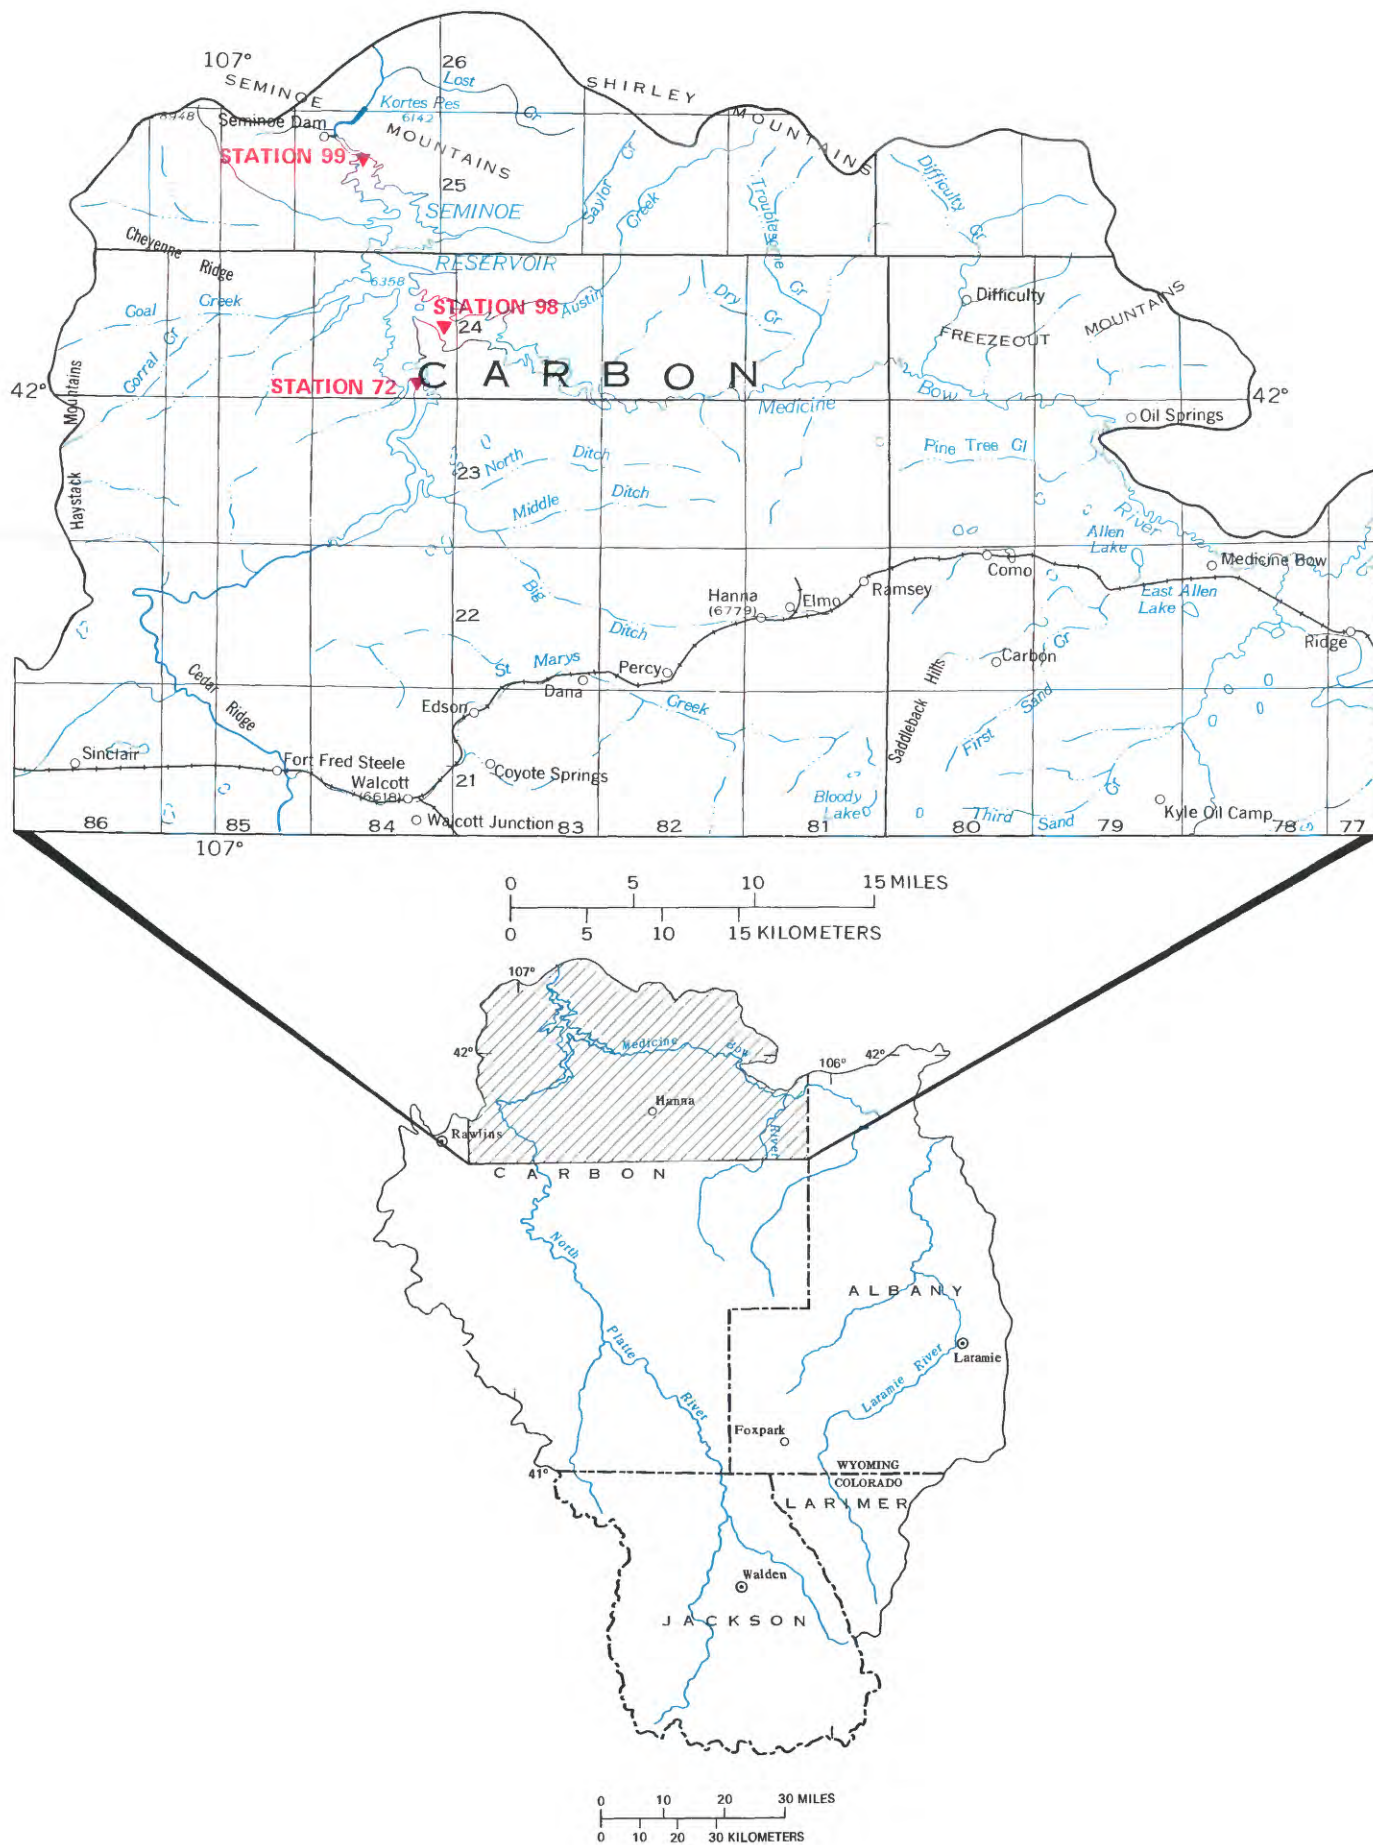 107°
26
SEMINOE
Lost
Cr
SHIRLEY
MOUNTAINS
Kortes Res
6142
8948
Seminoe Dam
MOUNTAINS
STATION 99
25
SEMINOE
Saylor Cr
Creek
Troublesome
Cr
Difficulty
Cr
Cheyenne
Ridge
RESERVOIR
6358
Coal Creek
STATION 98
24
Austin
Dry
Cr
Difficulty
FREEZEOUT
MOUNTAINS
Corral Cr
CARBON
42°
Haystack Mountains
STATION 72
Medicine
Bow
42°
Oil Springs
Pine Tree Gl
23
North Ditch
Middle Ditch
River
Allen
Lake
Como
Medicine Bow
Hanna
(6779)
Elmo
Ramsey
East Allen
Lake
22
Big
Ditch
Ridge
St Marys
Creek
Percy
Dana
Carbon
Cedar
Ridge
Edson
Saddleback Hills
First Sand Cr
Sinclair
Fort Fred Steele
Walcott
(6618)
21
Coyote Springs
Bloody
Lake
Kyle Oil Camp
Third Sand
Cr
Walcott Junction
86
85
84
83
82
81
80
79
78
77
107°
0 5 10 15 MILES
0 5 10 15 KILOMETERS
107°
42°
Medicine Bow
River
42°
106°
Hanna
Rawlins
CARBON
North
Platte
River
ALBANY
Laramie River
Laramie
Foxpark
41°
WYOMING
COLORADO
LARIMER
Walden
JACKSON
0 10 20 30 MILES
0 10 20 30 KILOMETERS